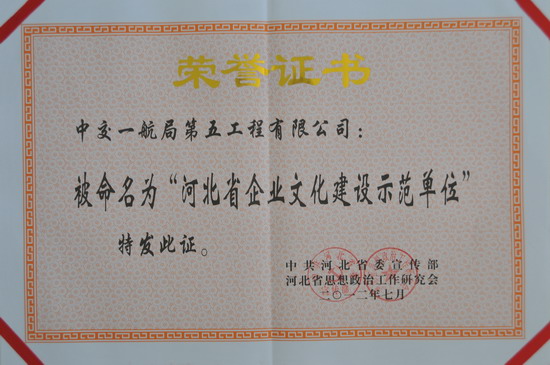 荣誉证书
中交一航局第五工程有限公司：
被命名为“河北省企业文化建设示范单位”
特发此证。
中共河北省委宣传部
河北省思想政治工作研究会
二〇一二年七月